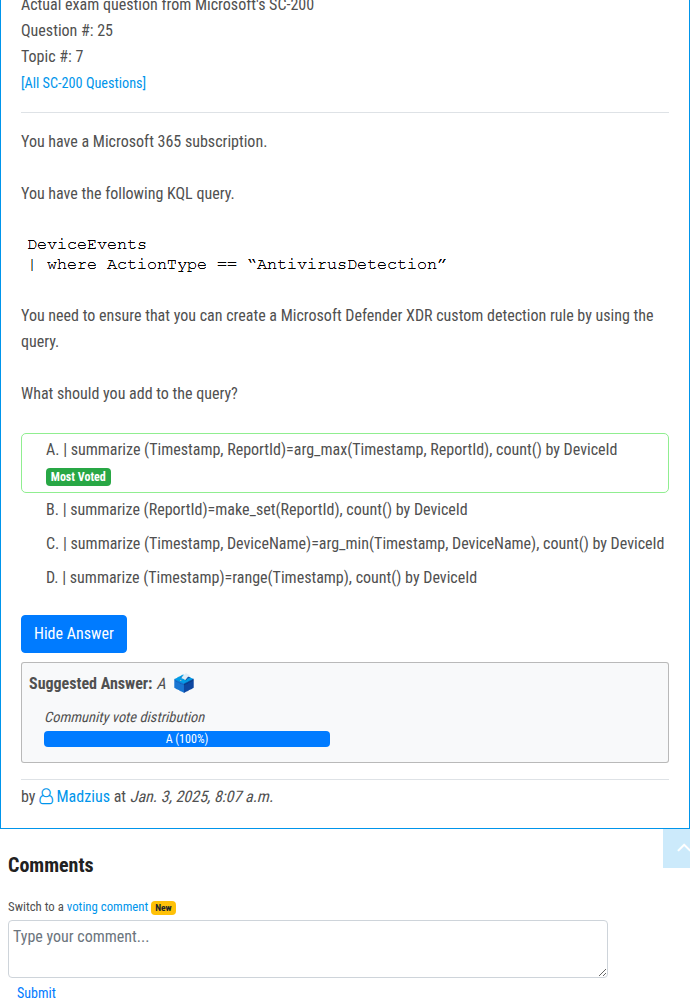 Actual exam question from Microsoft's SC-200
Question #: 25
Topic #: 7
[All SC-200 Questions]
You have a Microsoft 365 subscription.
You have the following KQL query.
DeviceEvents
| where ActionType == “AntivirusDetection”
You need to ensure that you can create a Microsoft Defender XDR custom detection rule by using the
query.
What should you add to the query?
A. | summarize (Timestamp, ReportId)=arg_max(Timestamp, ReportId), count() by DeviceId
Most Voted
B. | summarize (ReportId)=make_set(ReportId), count() by DeviceId
C. | summarize (Timestamp, DeviceName)=arg_min(Timestamp, DeviceName), count() by DeviceId
D. | summarize (Timestamp)=range(Timestamp), count() by DeviceId
Hide Answer
Suggested Answer: A
Community vote distribution
A (100%)
by Madzius at Jan. 3, 2025, 8:07 a.m.
Comments
Switch to a voting comment New
Type your comment...
Submit